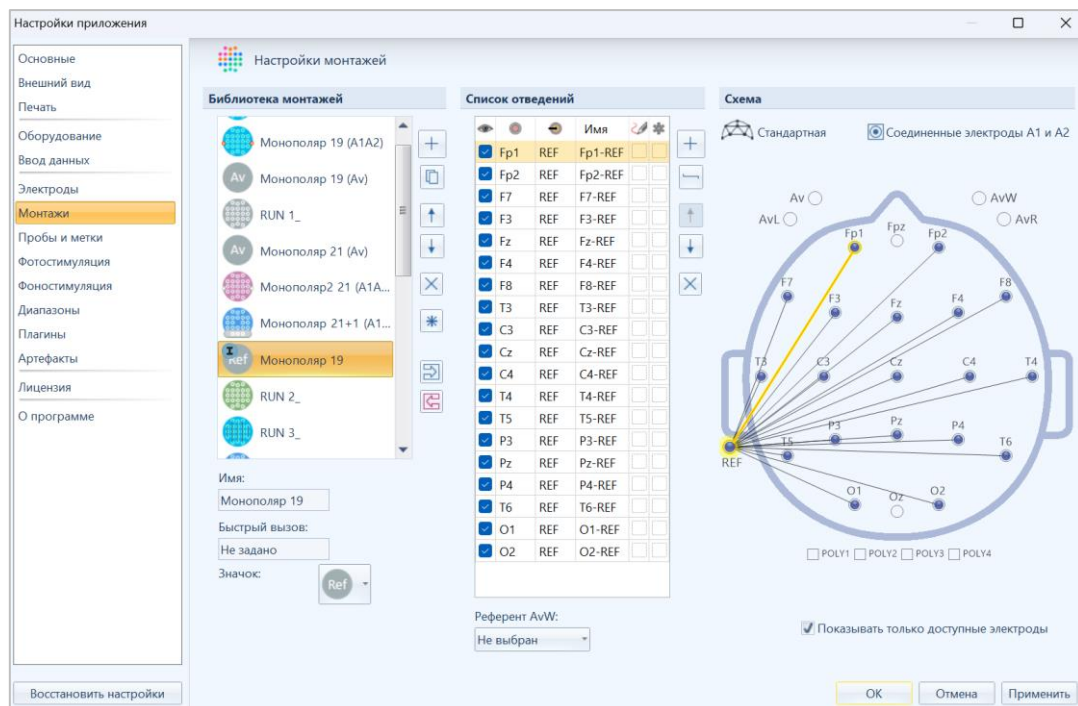 Настройки приложения
Основные
Внешний вид
Печать
Оборудование
Ввод данных
Электроды
Монтажи
Пробы и метки
Фотостимуляция
Фоностимуляция
Диапазоны
Плагины
Артефакты
Лицензия
О программе
Восстановить настройки
Настройки монтажей
Библиотека монтажей
Монополяр 19 (A1A2)
Av Монополяр 19 (Av)
RUN 1_
Av Монополяр 21 (Av)
Монополяр2 21 (A1A...
Монополяр 21+1 (A1...
Ref Монополяр 19
RUN 2_
RUN 3_
Имя:
Монополяр 19
Быстрый вызов:
Не задано
Значок:
Ref
Список отведений
Имя
Fp1 REF Fp1-REF
Fp2 REF Fp2-REF
F7 REF F7-REF
F3 REF F3-REF
Fz REF Fz-REF
F4 REF F4-REF
F8 REF F8-REF
T3 REF T3-REF
C3 REF C3-REF
Cz REF Cz-REF
C4 REF C4-REF
T4 REF T4-REF
T5 REF T5-REF
P3 REF P3-REF
Pz REF Pz-REF
P4 REF P4-REF
T6 REF T6-REF
O1 REF O1-REF
O2 REF O2-REF
Референт AvW:
Не выбран
Схема
Стандартная
Соединенные электроды A1 и A2
Av AvW
AvL AvR
Fp1 Fpz Fp2
F7 F3 Fz F4 F8
T3 C3 Cz C4 T4
REF T5 P3 Pz P4 T6
O1 Oz O2
POLY1 POLY2 POLY3 POLY4
Показывать только доступные электроды
ОК
Отмена
Применить